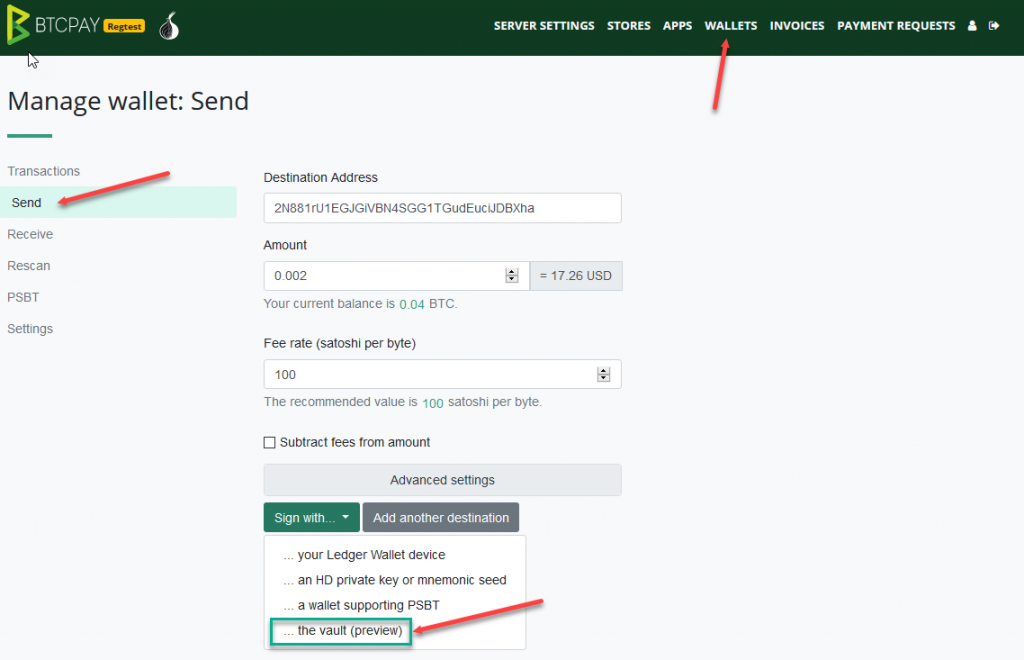 BTCPAY Regtest
SERVER SETTINGS STORES APPS WALLETS INVOICES PAYMENT REQUESTS
Manage wallet: Send
Transactions
Send
Receive
Rescan
PSBT
Settings
Destination Address
2N881rU1EGJGiVBN4SGG1TGudEuciJDBXha
Amount
0.002 = 17.26 USD
Your current balance is 0.04 BTC.
Fee rate (satoshi per byte)
100
The recommended value is 100 satoshi per byte.
Subtract fees from amount
Advanced settings
Sign with... Add another destination
... your Ledger Wallet device
... an HD private key or mnemonic seed
... a wallet supporting PSBT
... the vault (preview)